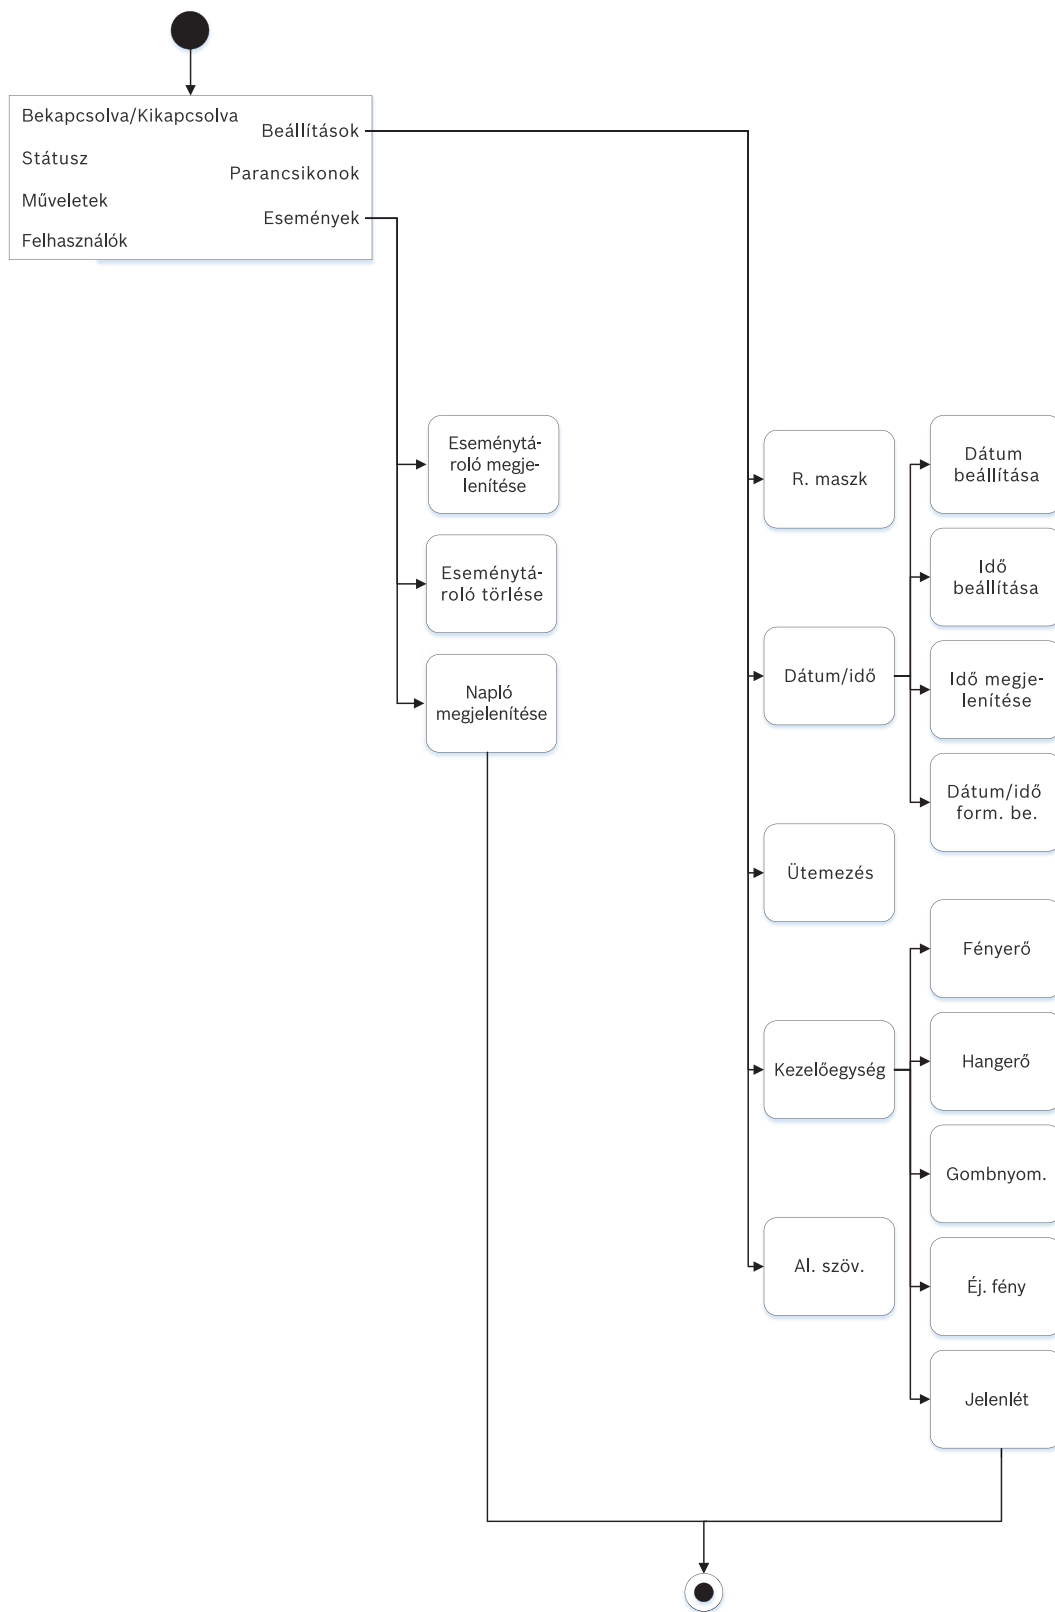 Bekapcsolva/Kikapcsolva
Státusz
Műveletek
Felhasználók
Beállítások
Parancsikonok
Események
Eseménytá-
roló megje-
lenítése
Eseménytá-
roló törlése
Napló
megjelenítése
R. maszk
Dátum/idő
Ütemezés
Kezelőegység
Al. szöv.
Dátum
beállítása
Idő
beállítása
Idő megje-
lenítése
Dátum/idő
form. be.
Fényerő
Hangerő
Gombnyom.
Éj. fény
Jelenlét